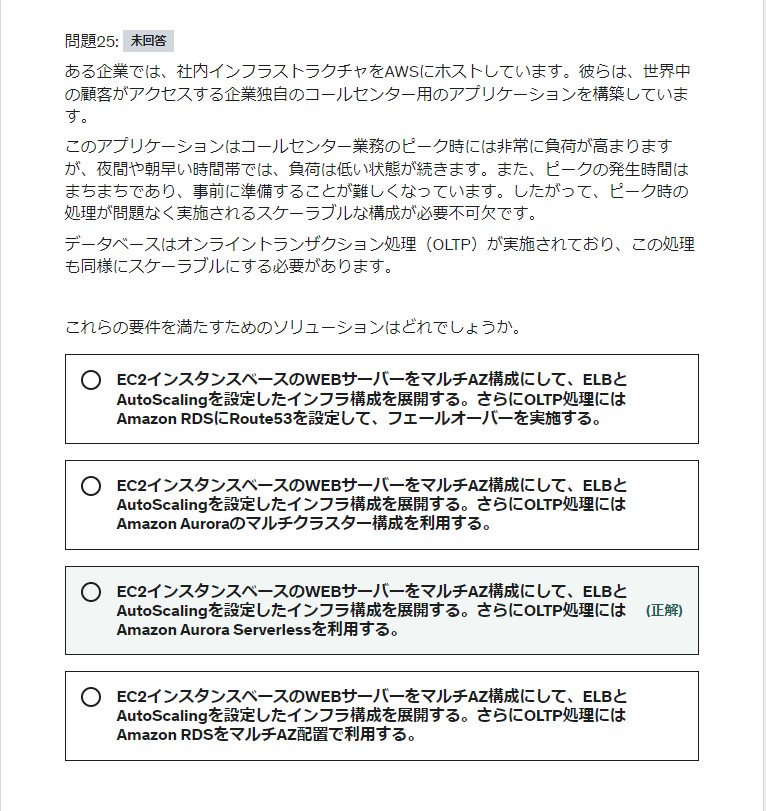 問題25: 未回答
ある企業では、社内インフラストラクチャをAWSにホストしています。彼らは、世界中
の顧客がアクセスする企業独自のコールセンター用のアプリケーションを構築していま
す。
このアプリケーションはコールセンター業務のピーク時には非常に負荷が高まります
が、夜間や朝早い時間帯では、負荷は低い状態が続きます。また、ピークの発生時間は
まちまちであり、事前に準備することが難しくなっています。したがって、ピーク時の
処理が問題なく実施されるスケーラブルな構成が必要不可欠です。
データベースはオンライントランザクション処理（OLTP）が実施されており、この処理
も同様にスケーラブルにする必要があります。
これらの要件を満たすためのソリューションはどれでしょうか。
EC2インスタンスベースのWEBサーバーをマルチAZ構成にして、ELBと
AutoScalingを設定したインフラ構成を展開する。さらにOLTP処理には
Amazon RDSにRoute53を設定して、フェールオーバーを実施する。
EC2インスタンスベースのWEBサーバーをマルチAZ構成にして、ELBと
AutoScalingを設定したインフラ構成を展開する。さらにOLTP処理には
Amazon Auroraのマルチクラスター構成を利用する。
EC2インスタンスベースのWEBサーバーをマルチAZ構成にして、ELBと
AutoScalingを設定したインフラ構成を展開する。さらにOLTP処理には (正解)
Amazon Aurora Serverlessを利用する。
EC2インスタンスベースのWEBサーバーをマルチAZ構成にして、ELBと
AutoScalingを設定したインフラ構成を展開する。さらにOLTP処理には
Amazon RDSをマルチAZ配置で利用する。